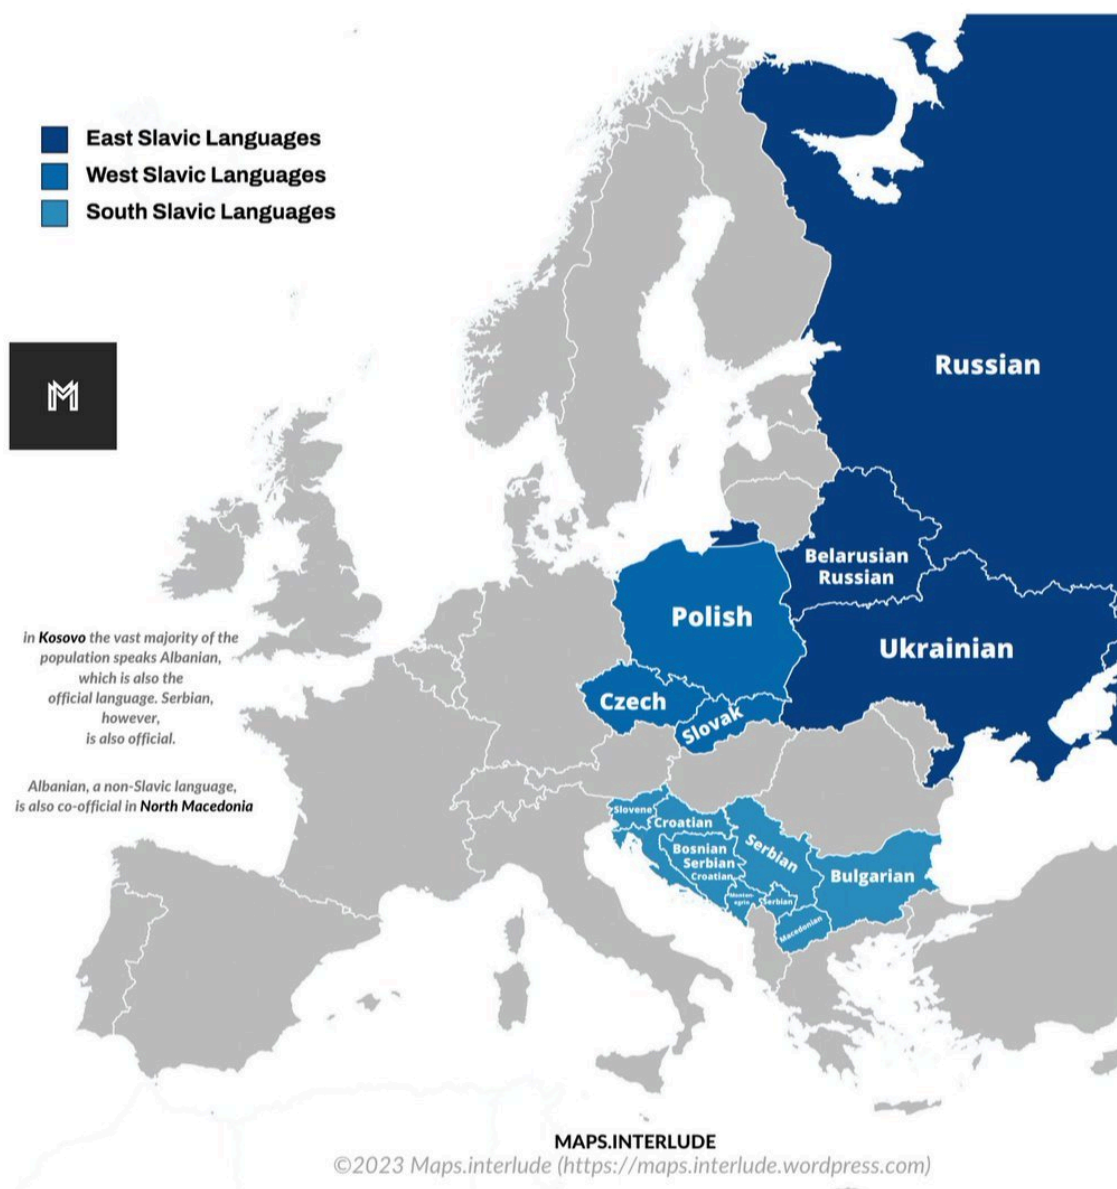 East Slavic Languages
West Slavic Languages
South Slavic Languages
M
Russian
Belarusian
Russian
Polish
Ukrainian
in Kosovo the vast majority of the
population speaks Albanian,
which is also the
official language. Serbian,
however,
is also official.
Czech
Slovak
Albanian, a non-Slavic language,
is also co-official in North Macedonia
Slovene
Croatian
Serbian
Bosnian
Serbian
Croatian
Bulgarian
Monten-
egrin
Serbian
Macedonian
MAPS.INTERLUDE
©2023 Maps.interlude (https://maps.interlude.wordpress.com)